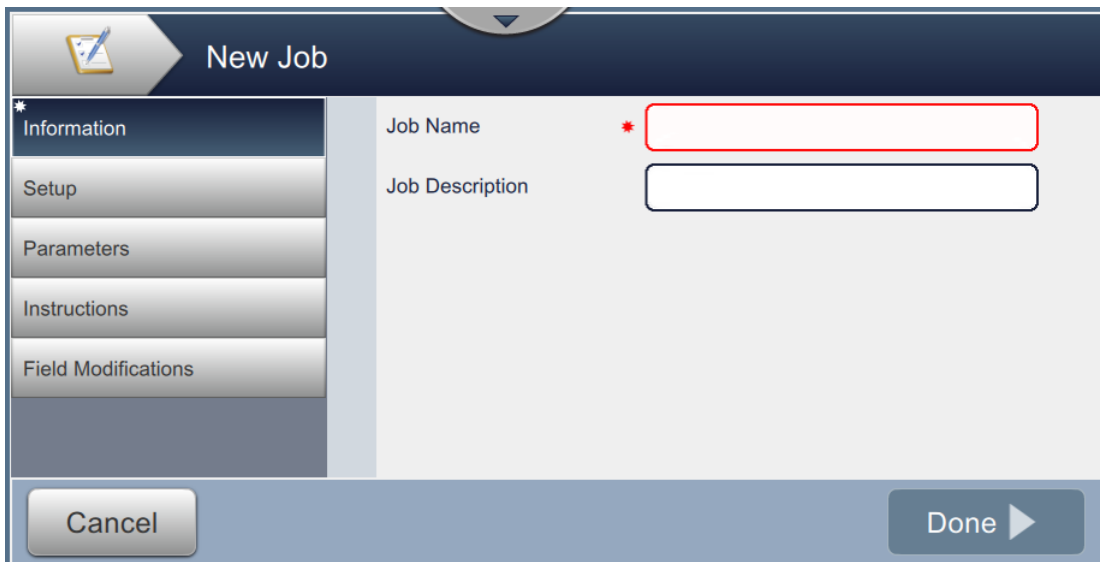 New Job
Information
Setup
Parameters
Instructions
Field Modifications
Job Name
Job Description
Cancel
Done